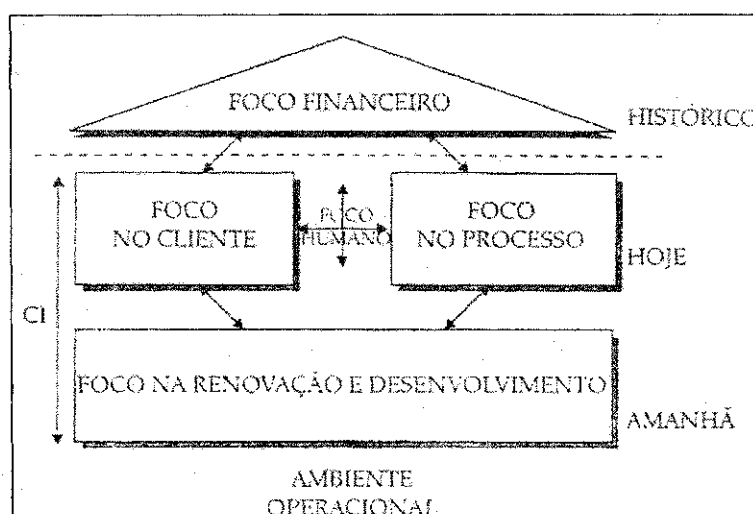 FOCO FINANCEIRO
HISTÓRICO
FOCO
NO CLIENTE
FOCO
HUMANO
FOCO
NO PROCESSO
HOJE
CI
FOCO NA RENOVAÇÃO E DESENVOLVIMENTO
AMANHÃ
AMBIENTE
OPERACIONAL